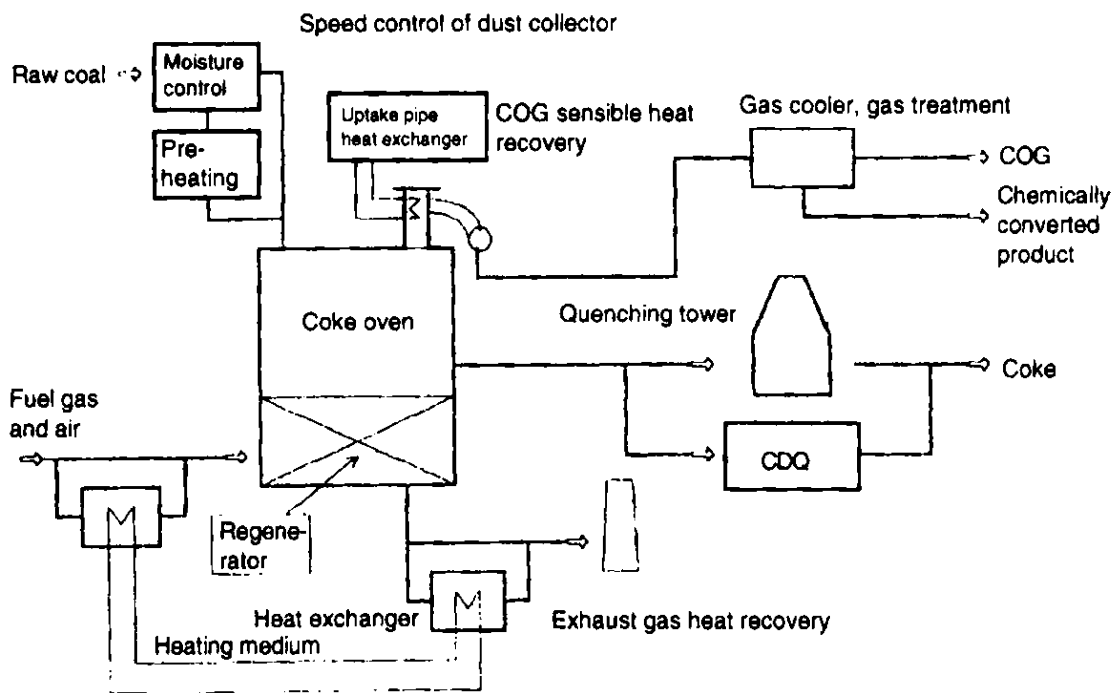 Speed control of dust collector
Raw coal
Moisture
control
Pre-
heating
Uptake pipe
heat exchanger
COG sensible heat
recovery
Gas cooler, gas treatment
COG
Chemically
converted
product
Coke oven
Quenching tower
Coke
CDQ
Fuel gas
and air
Regene-
rator
Heat exchanger
Heating medium
Exhaust gas heat recovery